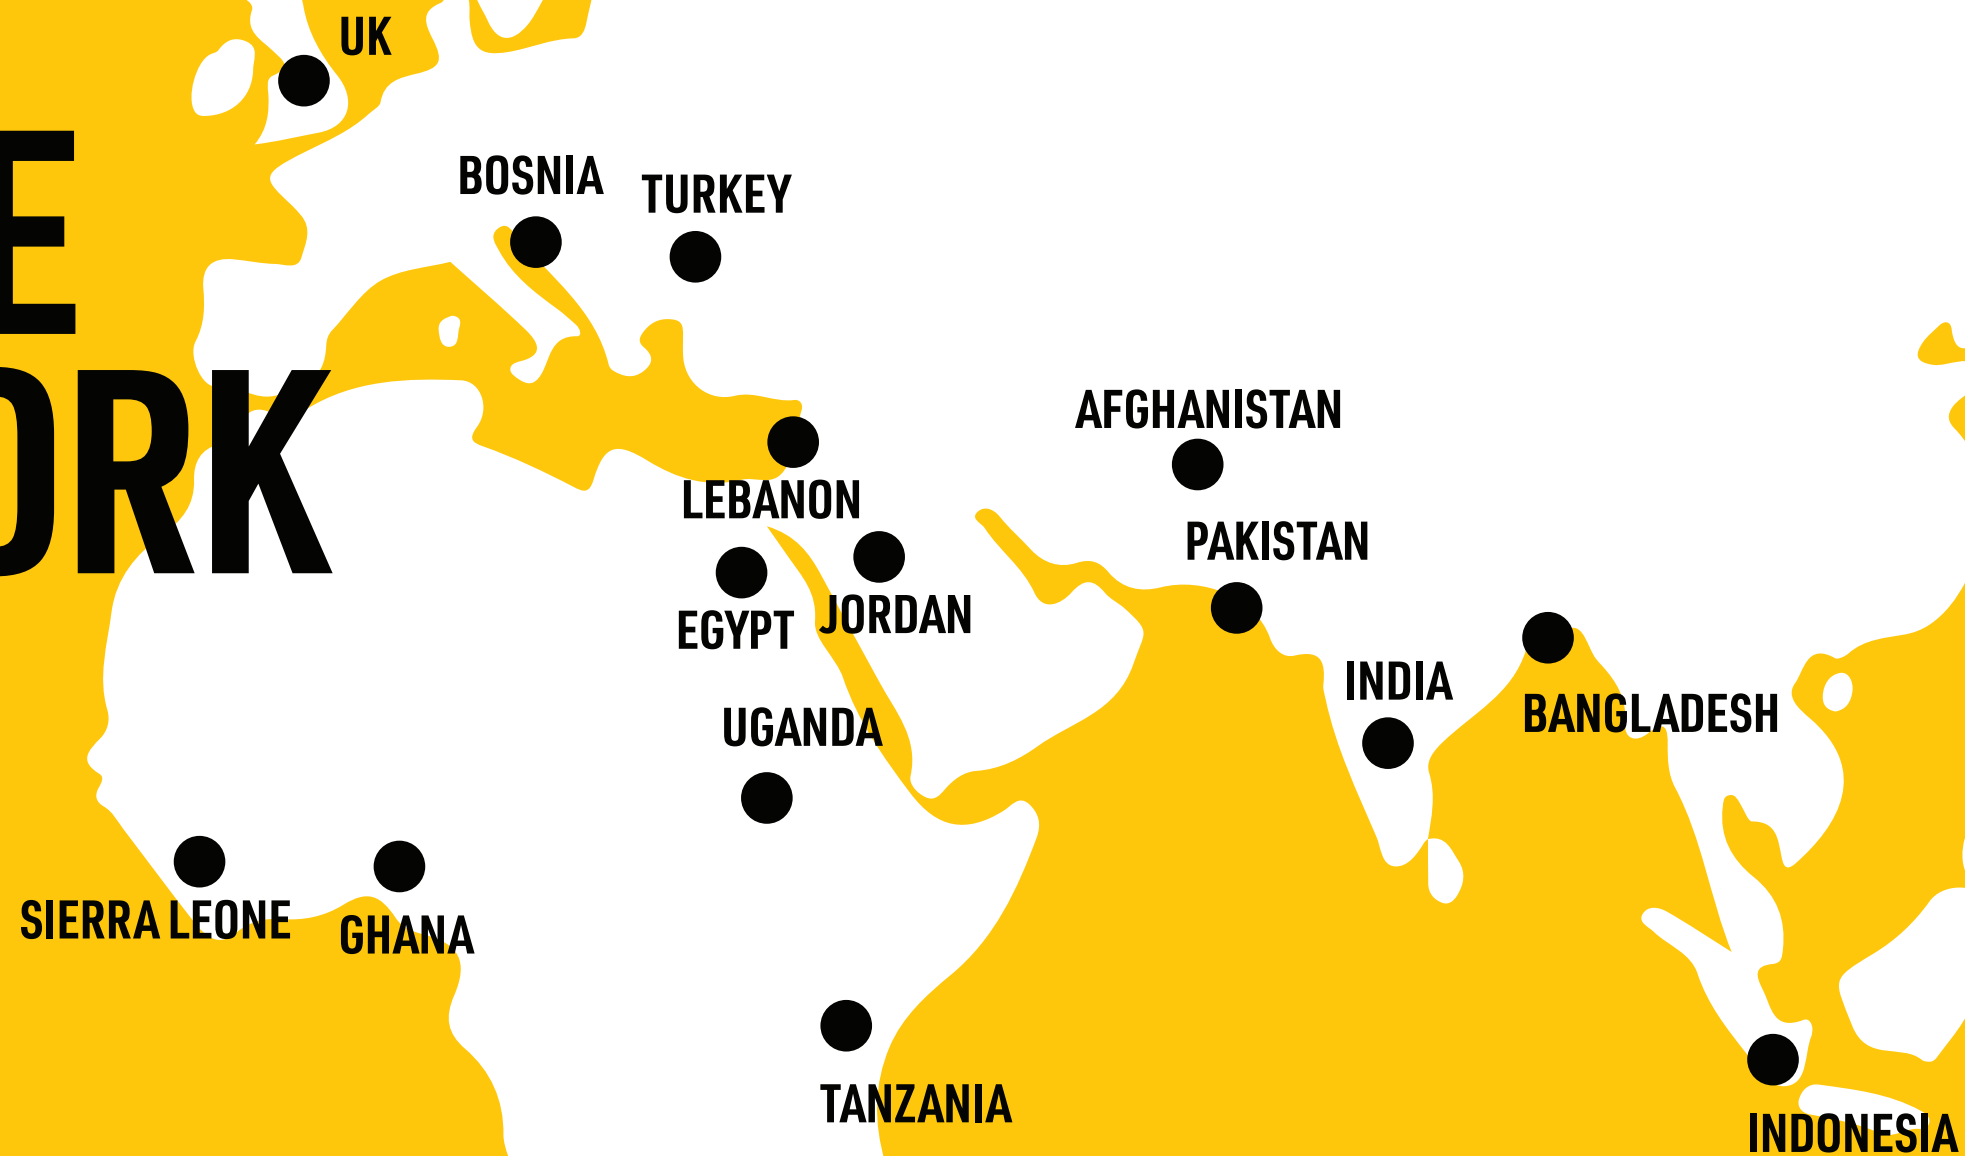 UK
E
BOSNIA
TURKEY
ORK
AFGHANISTAN
LEBANON
PAKISTAN
EGYPT
JORDAN
INDIA
BANGLADESH
UGANDA
SIERRA LEONE
GHANA
TANZANIA
INDONESIA